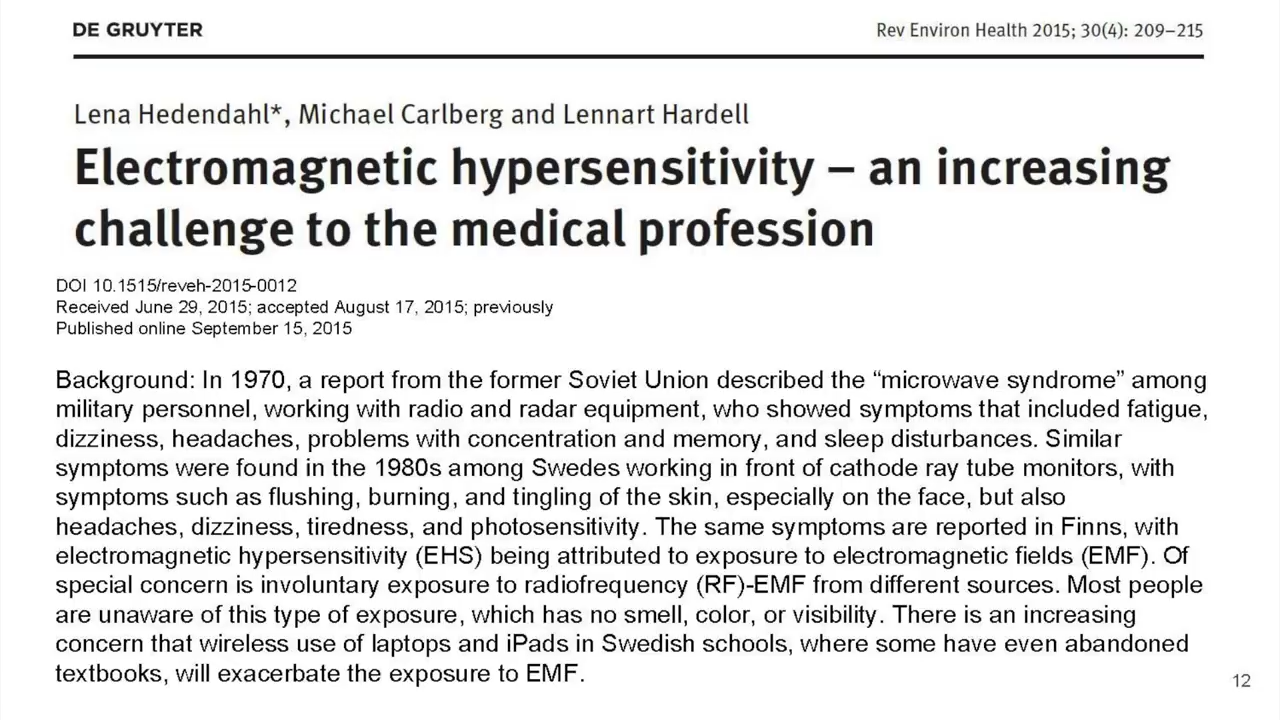 DE GRUYTER
Rev Environ Health 2015; 30(4): 209–215
Lena Hedendahl*, Michael Carlberg and Lennart Hardell
Electromagnetic hypersensitivity – an increasing
challenge to the medical profession
DOI 10.1515/reveh-2015-0012
Received June 29, 2015; accepted August 17, 2015; previously
Published online September 15, 2015
Background: In 1970, a report from the former Soviet Union described the “microwave syndrome” among
military personnel, working with radio and radar equipment, who showed symptoms that included fatigue,
dizziness, headaches, problems with concentration and memory, and sleep disturbances. Similar
symptoms were found in the 1980s among Swedes working in front of cathode ray tube monitors, with
symptoms such as flushing, burning, and tingling of the skin, especially on the face, but also
headaches, dizziness, tiredness, and photosensitivity. The same symptoms are reported in Finns, with
electromagnetic hypersensitivity (EHS) being attributed to exposure to electromagnetic fields (EMF). Of
special concern is involuntary exposure to radiofrequency (RF)-EMF from different sources. Most people
are unaware of this type of exposure, which has no smell, color, or visibility. There is an increasing
concern that wireless use of laptops and iPads in Swedish schools, where some have even abandoned
textbooks, will exacerbate the exposure to EMF.
12